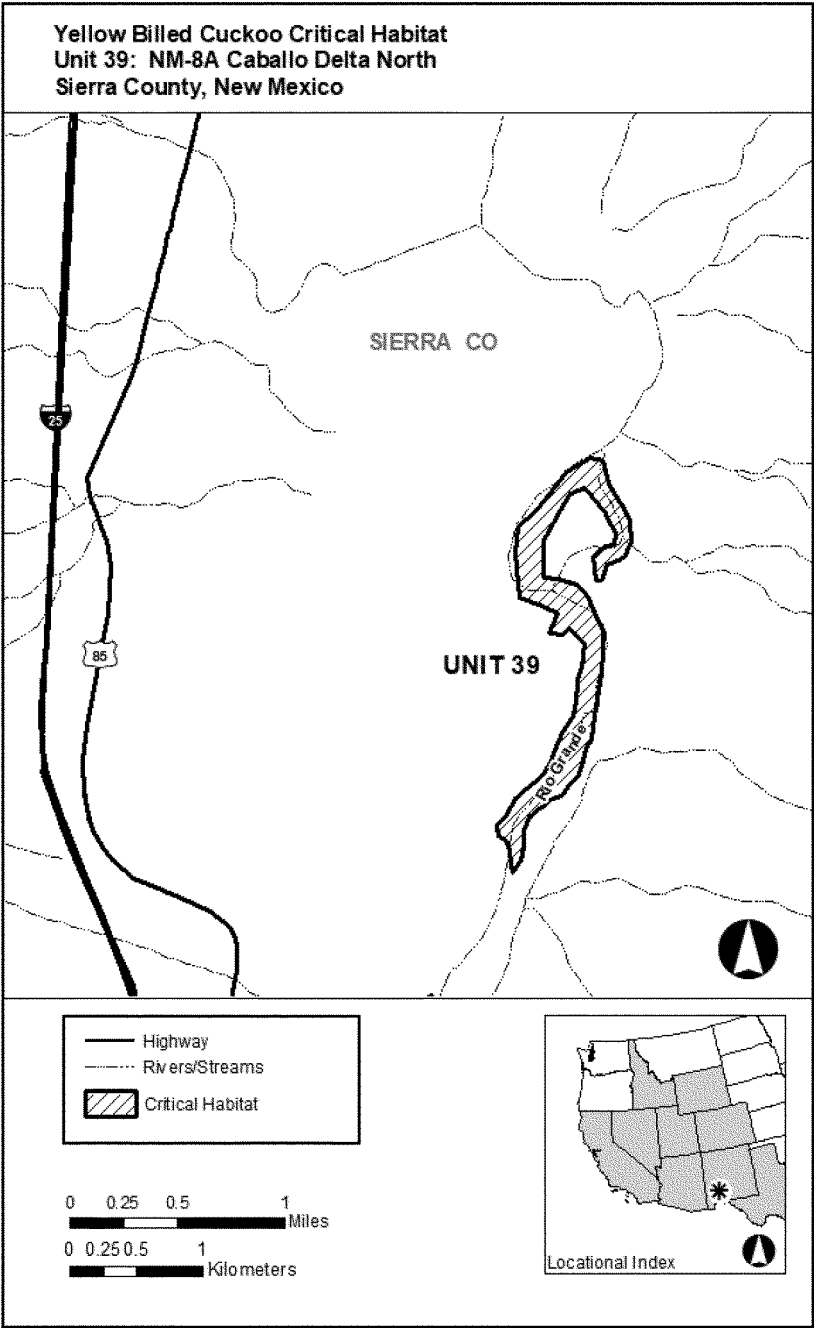 Yellow Billed Cuckoo Critical Habitat
Unit 39: NM-8A Caballo Delta North
Sierra County, New Mexico
SIERRA CO
25
85
UNIT 39
Rio Grande
Highway
Rivers/Streams
Critical Habitat
0 0.25 0.5 1
Miles
0 0.25 0.5 1
Kilometers
Locational Index